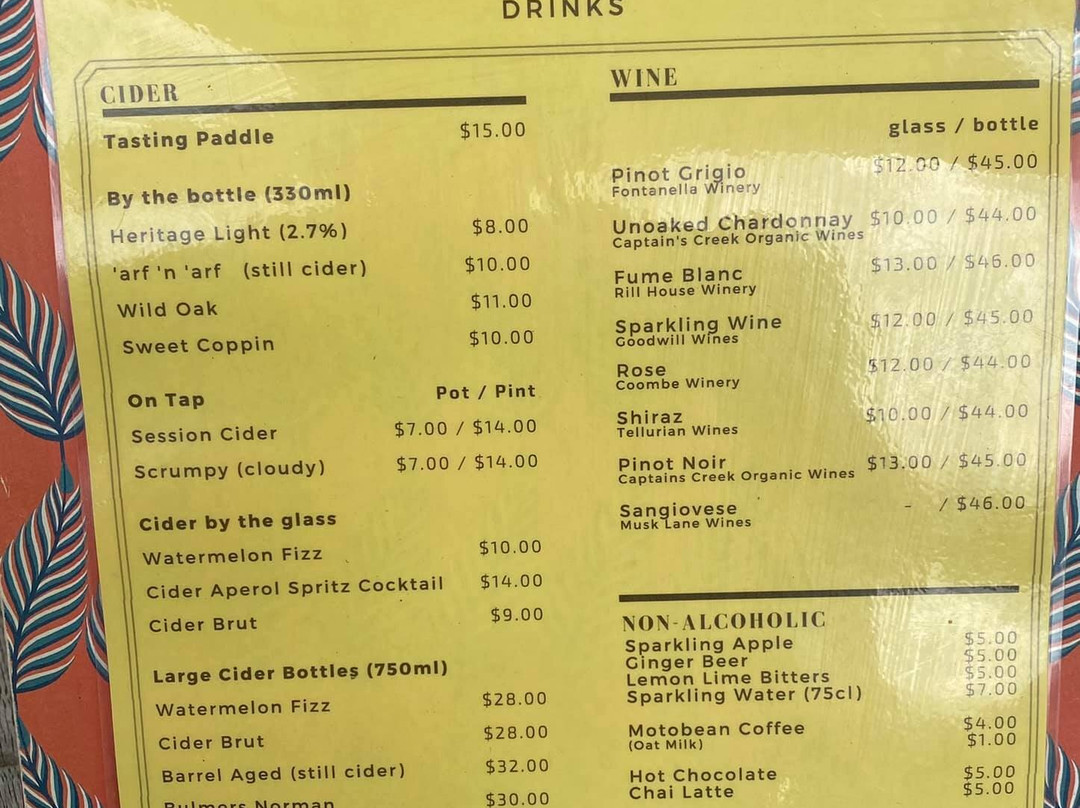 DRINKS
CIDER
Tasting Paddle $15.00
By the bottle (330ml)
Heritage Light (2.7%) $8.00
'arf 'n 'arf (still cider) $10.00
Wild Oak $11.00
Sweet Coppin $10.00
On Tap Pot / Pint
Session Cider $7.00 / $14.00
Scrumpy (cloudy) $7.00 / $14.00
Cider by the glass
Watermelon Fizz $10.00
Cider Aperol Spritz Cocktail $14.00
Cider Brut $9.00
Large Cider Bottles (750ml)
Watermelon Fizz $28.00
Cider Brut $28.00
Barrel Aged (still cider) $32.00
Bulmers Norman $30.00
WINE
glass / bottle
Pinot Grigio $12.00 / $45.00
Fontanella Winery
Unoaked Chardonnay $10.00 / $44.00
Captain's Creek Organic Wines
Fume Blanc $13.00 / $46.00
Rill House Winery
Sparkling Wine $12.00 / $45.00
Goodwill Wines
Rose $12.00 / $44.00
Coombe Winery
Shiraz $10.00 / $44.00
Tellurian Wines
Pinot Noir $13.00 / $45.00
Captains Creek Organic Wines
Sangiovese - / $46.00
Musk Lane Wines
NON-ALCOHOLIC
Sparkling Apple $5.00
Ginger Beer $5.00
Lemon Lime Bitters $5.00
Sparkling Water (75cl) $7.00
Motobean Coffee $4.00
(Oat Milk) $1.00
Hot Chocolate $5.00
Chai Latte $5.00